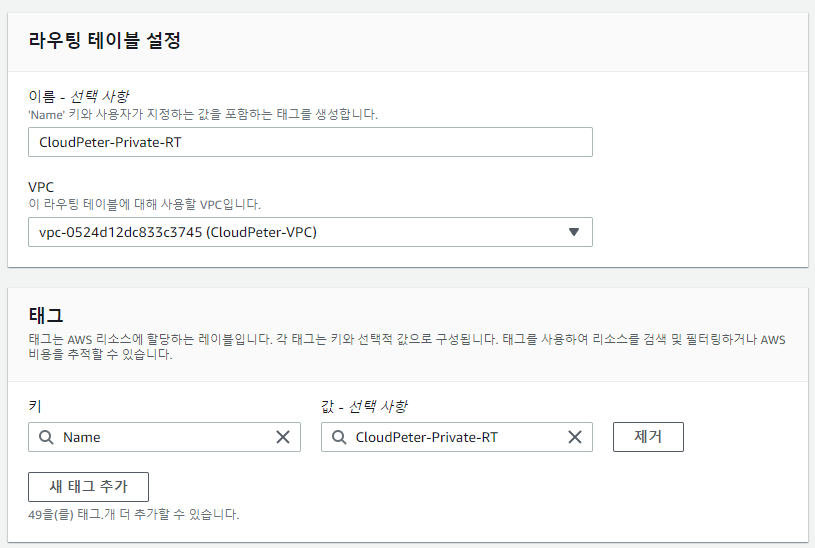 라우팅 테이블 설정
이름 - 선택 사항
'Name' 키와 사용자가 지정하는 값을 포함하는 태그를 생성합니다.
CloudPeter-Private-RT
VPC
이 라우팅 테이블에 대해 사용할 VPC입니다.
vpc-0524d12dc833c3745 (CloudPeter-VPC)
태그
태그는 AWS 리소스에 할당하는 레이블입니다. 각 태그는 키와 선택적 값으로 구성됩니다. 태그를 사용하여 리소스를 검색 및 필터링하거나 AWS
비용을 추적할 수 있습니다.
키 값 - 선택 사항
Name CloudPeter-Private-RT 제거
새 태그 추가
49을(를) 태그.개 더 추가할 수 있습니다.